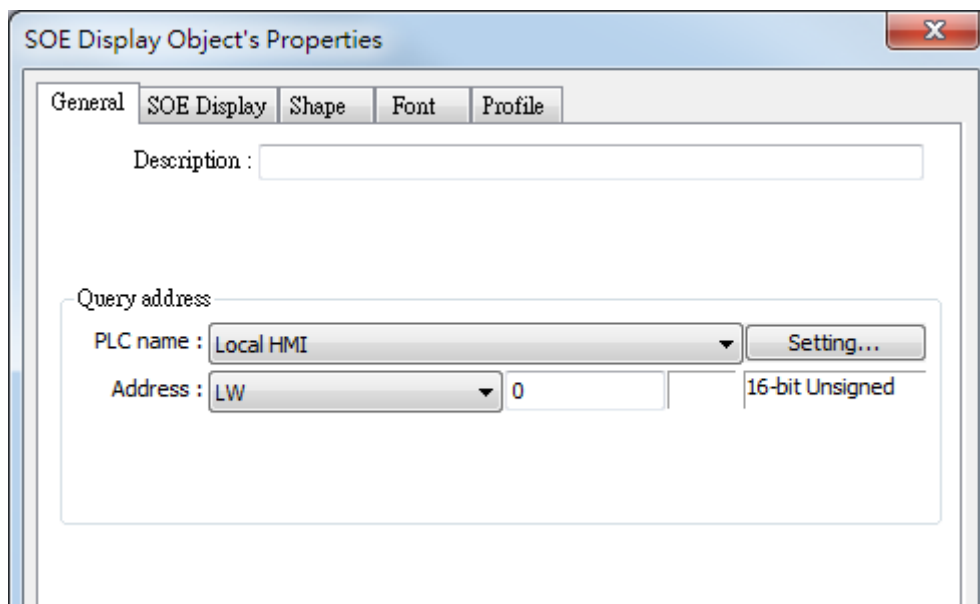 SOE Display Object's Properties
General SOE Display Shape Font Profile
Description :
Query address
PLC name : Local HMI Setting...
Address : LW 0 16-bit Unsigned